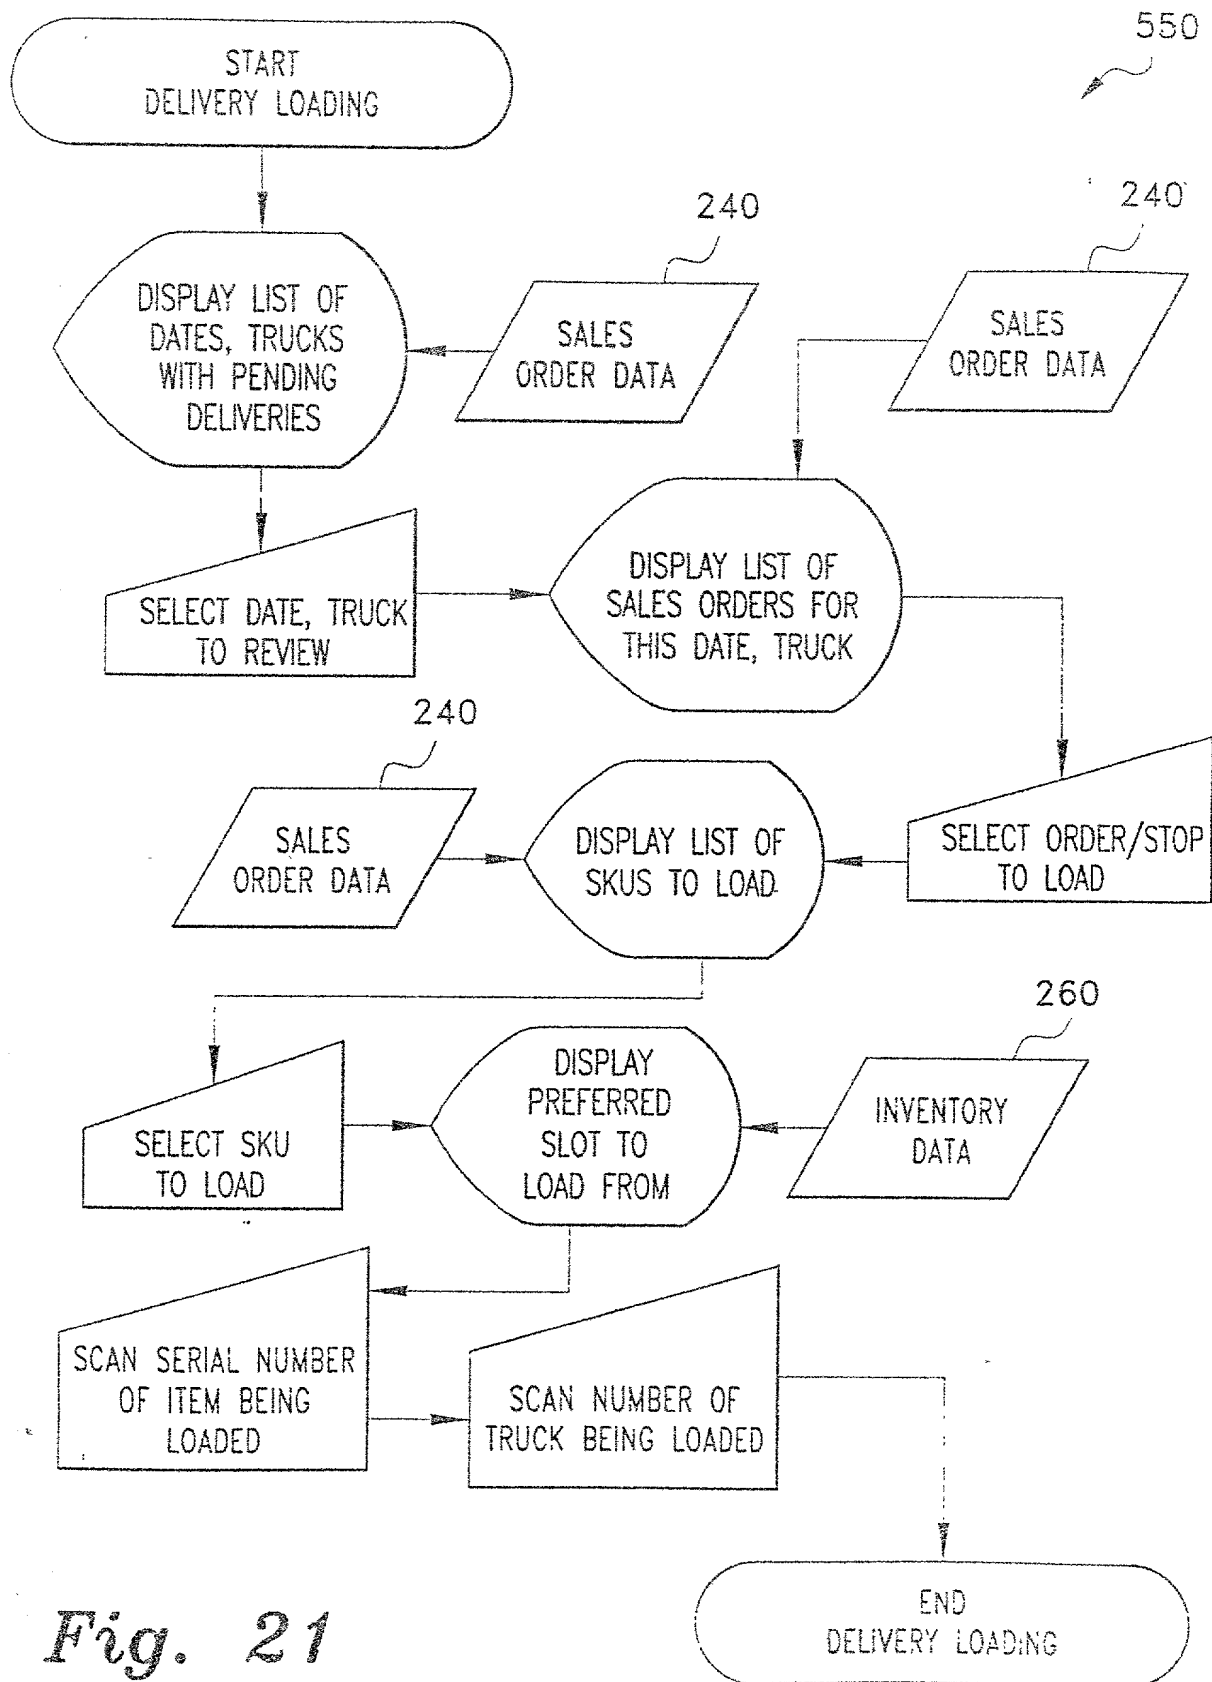 550
START
DELIVERY LOADING
240
240
DISPLAY LIST OF
DATES, TRUCKS
WITH PENDING
DELIVERIES
SALES
ORDER DATA
SALES
ORDER DATA
SELECT DATE, TRUCK
TO REVIEW
DISPLAY LIST OF
SALES ORDERS FOR
THIS DATE, TRUCK
240
SALES
ORDER DATA
DISPLAY LIST OF
SKUS TO LOAD
SELECT ORDER/STOP
TO LOAD
260
SELECT SKU
TO LOAD
DISPLAY
PREFERRED
SLOT TO
LOAD FROM
INVENTORY
DATA
SCAN SERIAL NUMBER
OF ITEM BEING
LOADED
SCAN NUMBER OF
TRUCK BEING LOADED
END
DELIVERY LOADING
Fig. 21